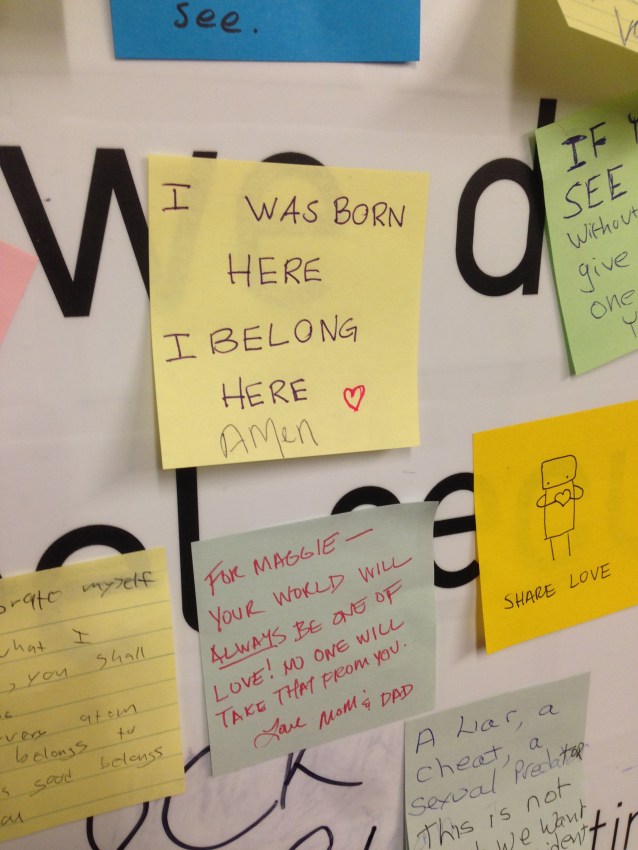 see.
I WAS BORN
HERE
I BELONG
HERE
AMen
IF
SEE
Without
give
one
SHARE LOVE
FOR MAGGIE —
YOUR WORLD WILL
ALWAYS BE ONE OF
LOVE! NO ONE WILL
TAKE THAT FROM YOU.
Love Mom & DAD
myself
what I
, you shall
atom
belongs to
good belongs
A Liar, a
cheat, a
sexual Predator
This is not
we want
we d